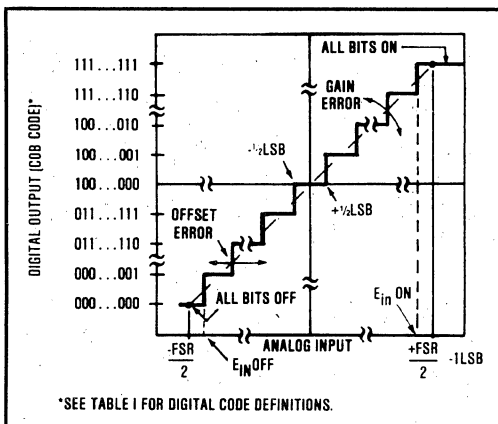 ALL BITS ON
111...111
111...110
GAIN
ERROR
100...010
100...001
-½LSB
100...000
+½LSB
011...111
OFFSET
ERROR
011...110
000...001
ALL BITS OFF
000...000
DIGITAL OUTPUT (COB CODE)*
Ein ON
ANALOG INPUT
-FSR
2
EIN OFF
+FSR
2
-1LSB
*SEE TABLE I FOR DIGITAL CODE DEFINITIONS.